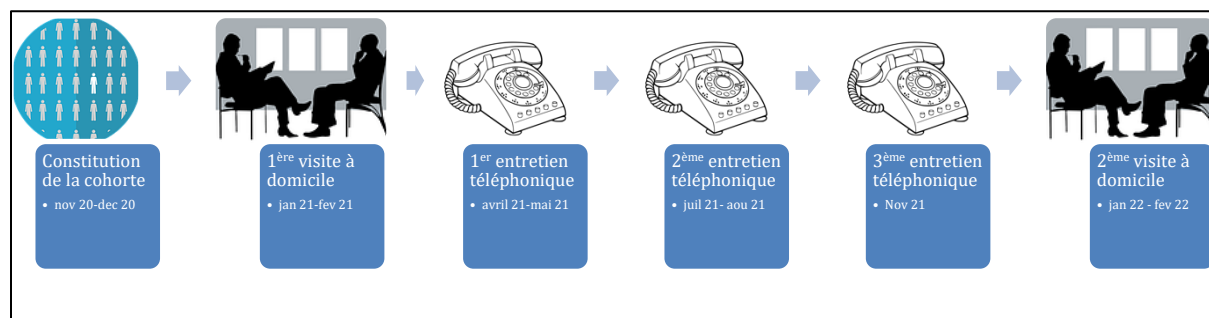 Constitution
de la cohorte
• nov 20-dec 20
1ère visite à
domicile
• jan 21-fev 21
1er entretien
téléphonique
• avril 21-mai 21
2ème entretien
téléphonique
• juil 21- aou 21
3ème entretien
téléphonique
• Nov 21
2ème visite à
domicile
• jan 22 - fev 22